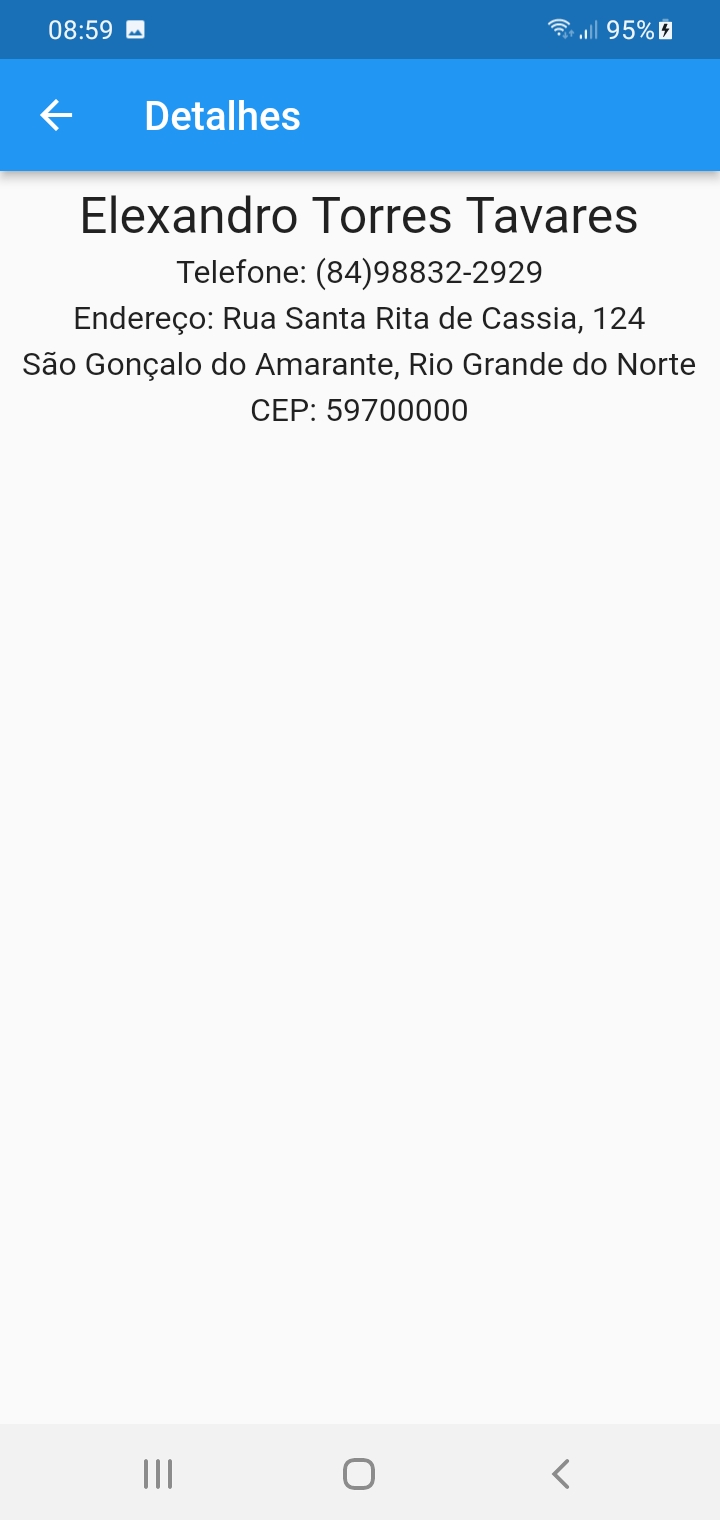 08:59 95%
Detalhes
Elexandro Torres Tavares
Telefone: (84)98832-2929
Endereço: Rua Santa Rita de Cassia, 124
São Gonçalo do Amarante, Rio Grande do Norte
CEP: 59700000